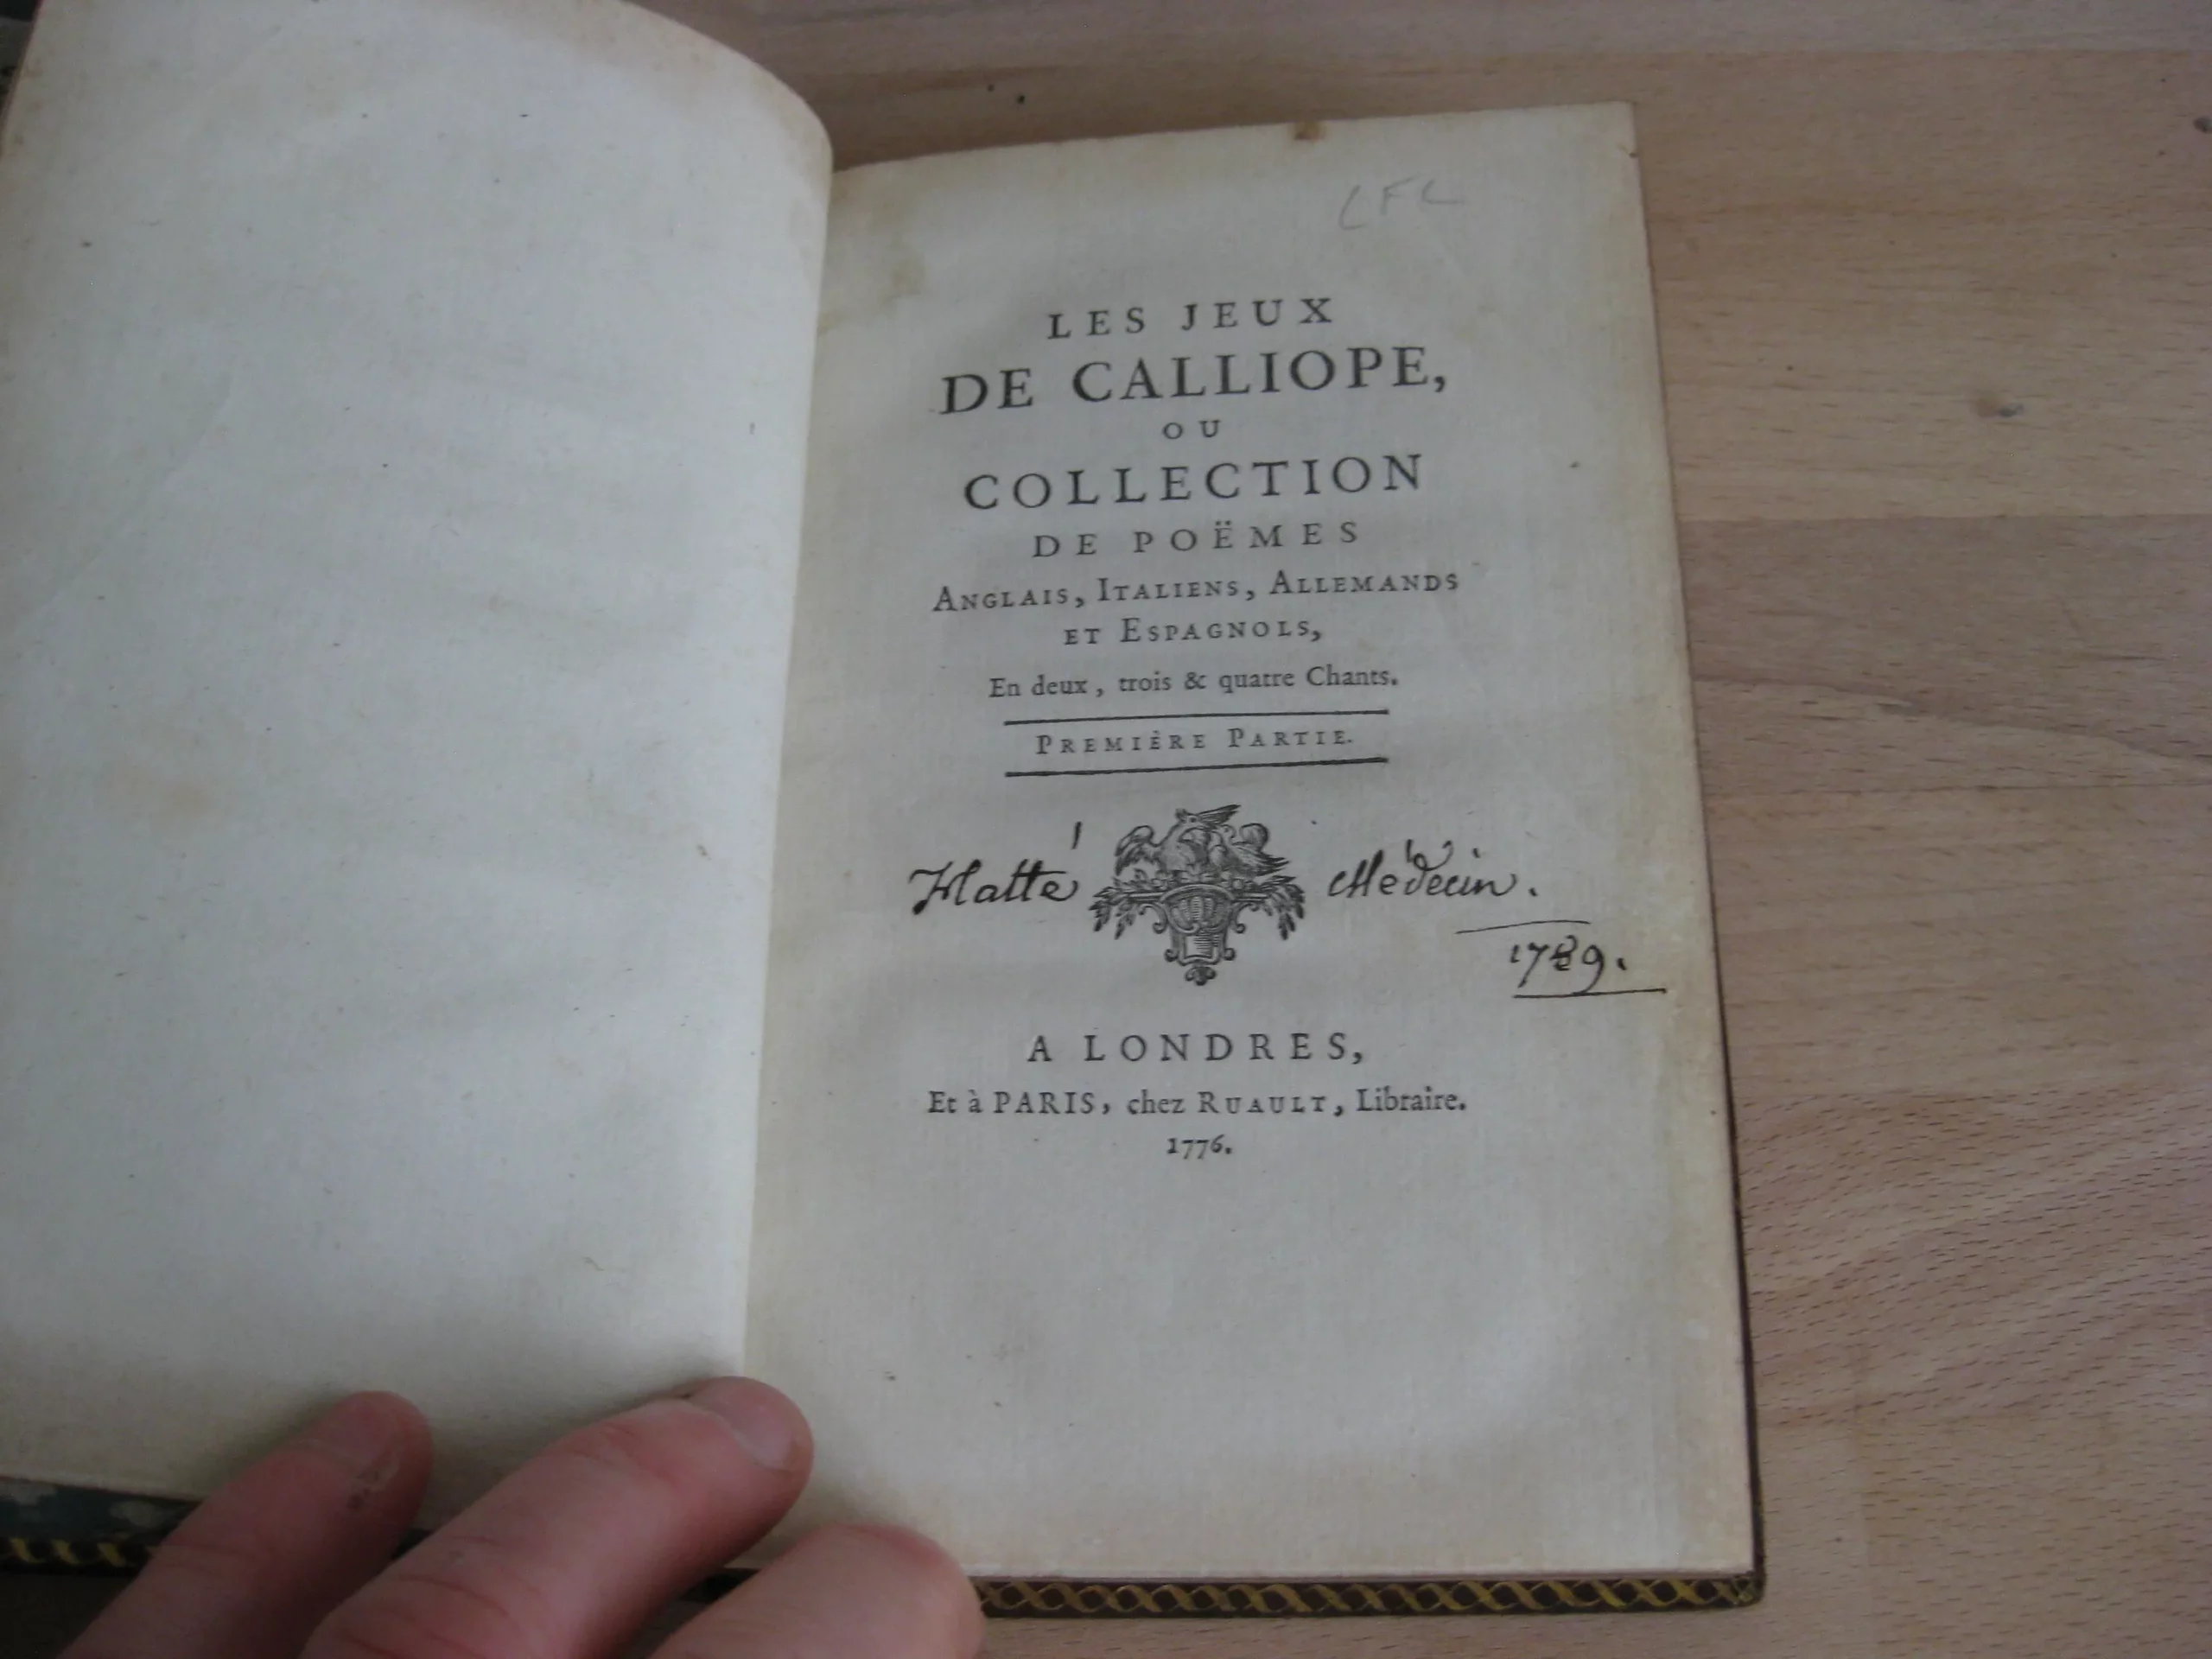 LFL
LES JEUX
DE CALLIOPE,
OU
COLLECTION
DE POËMES
ANGLAIS, ITALIENS, ALLEMANDS
ET ESPAGNOLS,
En deux, trois & quatre Chants.
PREMIÈRE PARTIE.
Hatté Médecin.
1789.
A LONDRES,
Et à PARIS, chez RUAULT, Libraire.
1776.